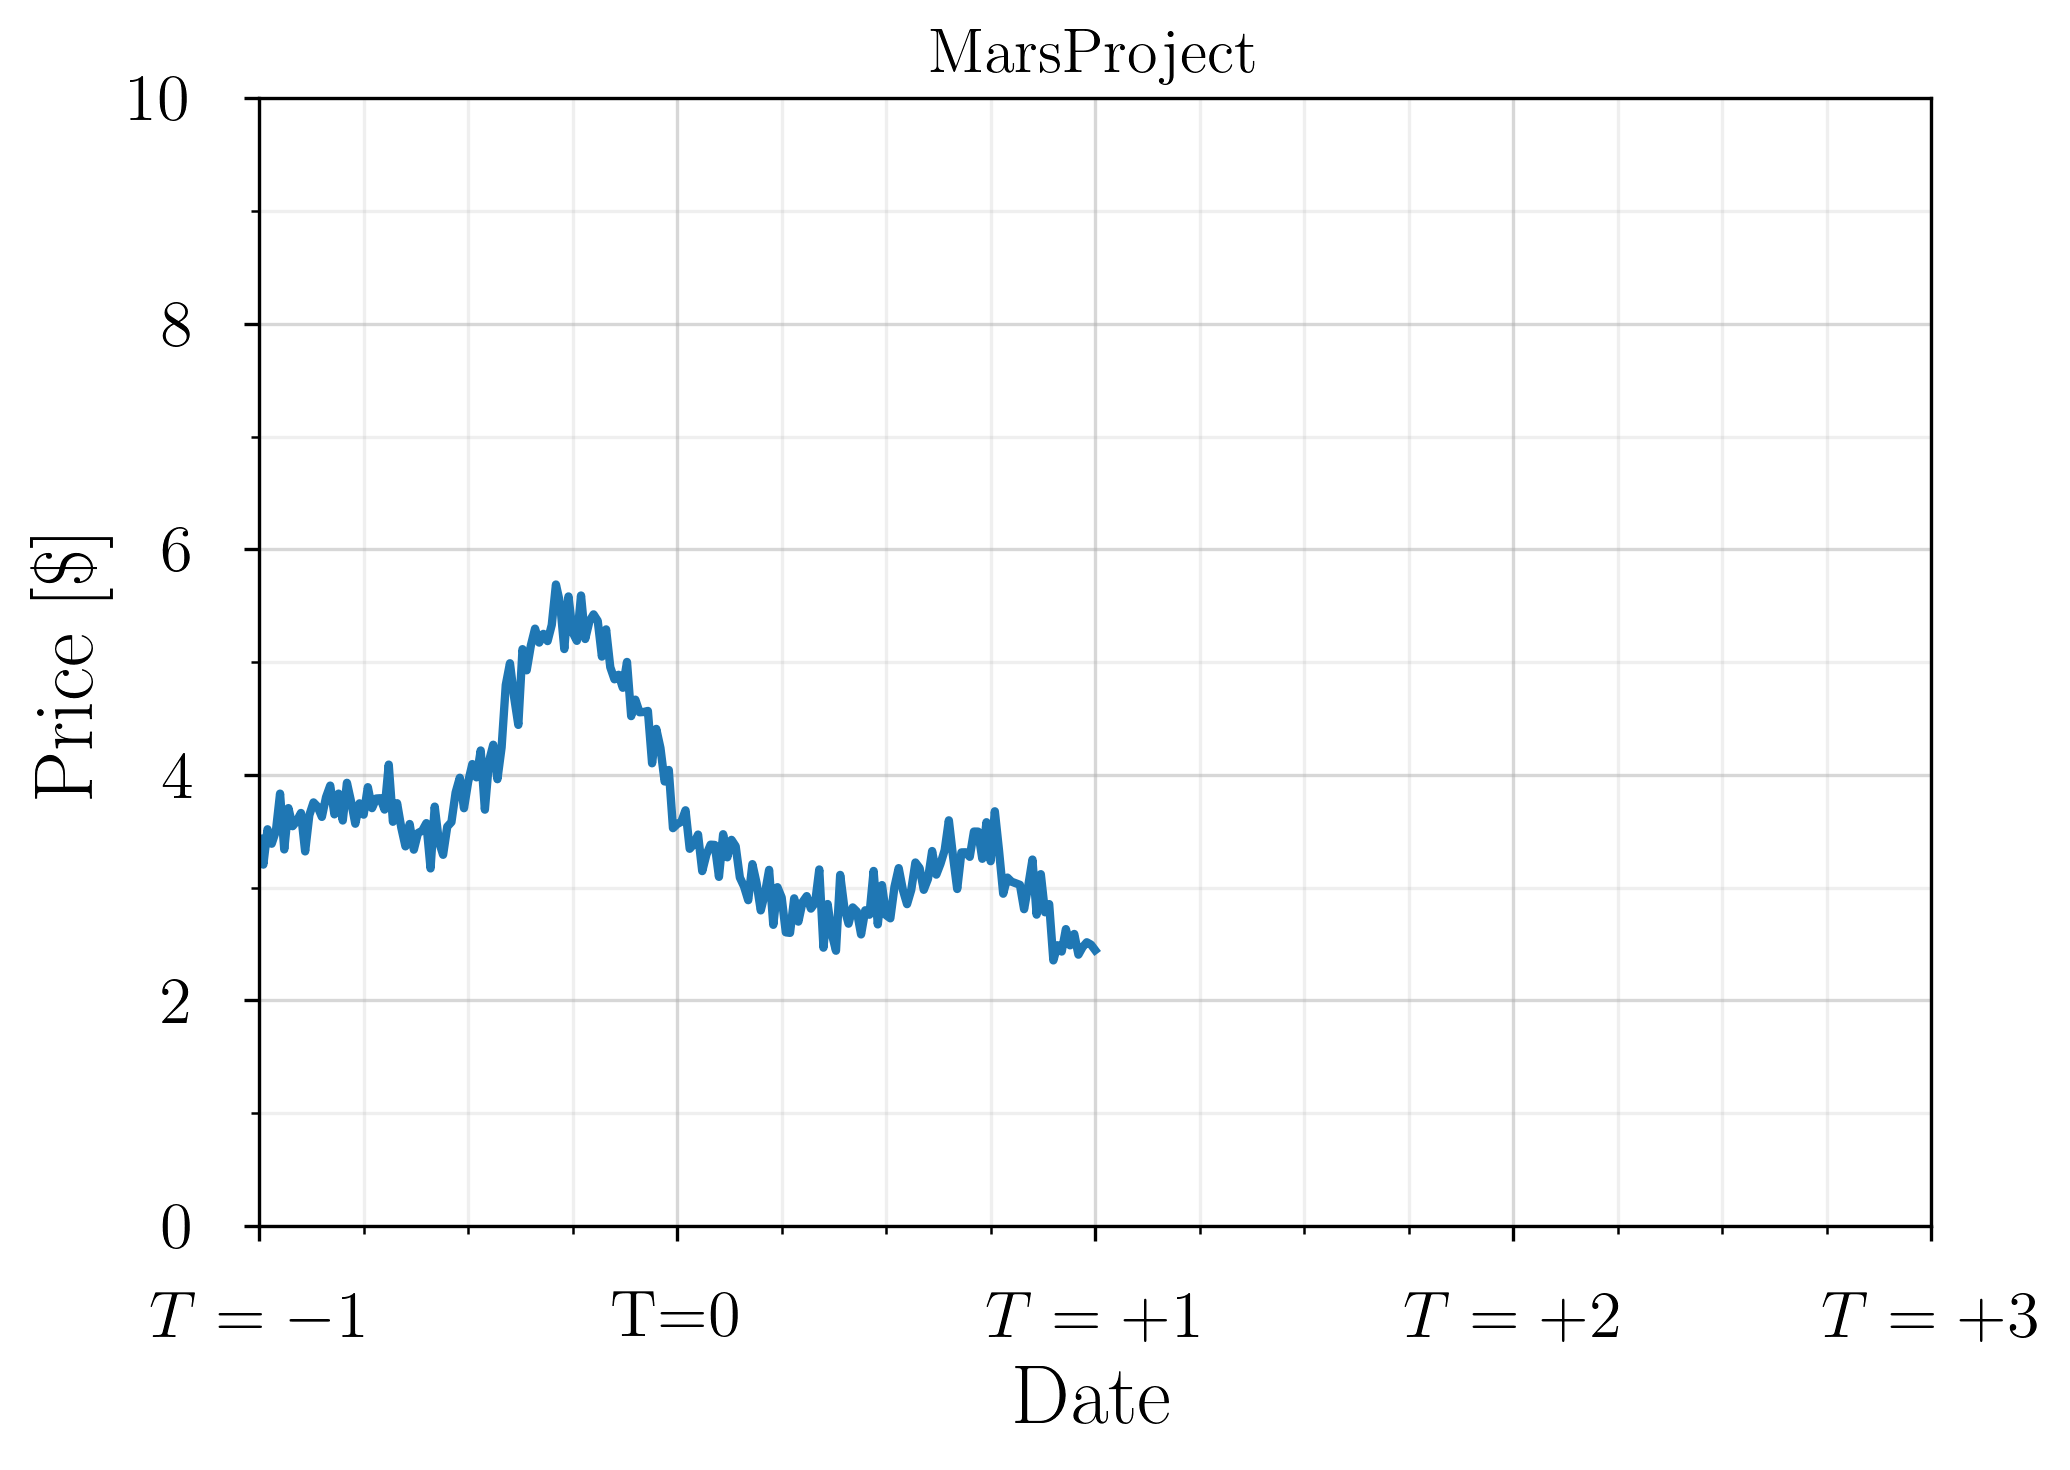 MarsProject
10
8
6
4
2
0
Price [$]
T = −1
T=0
T = +1
T = +2
T = +3
Date